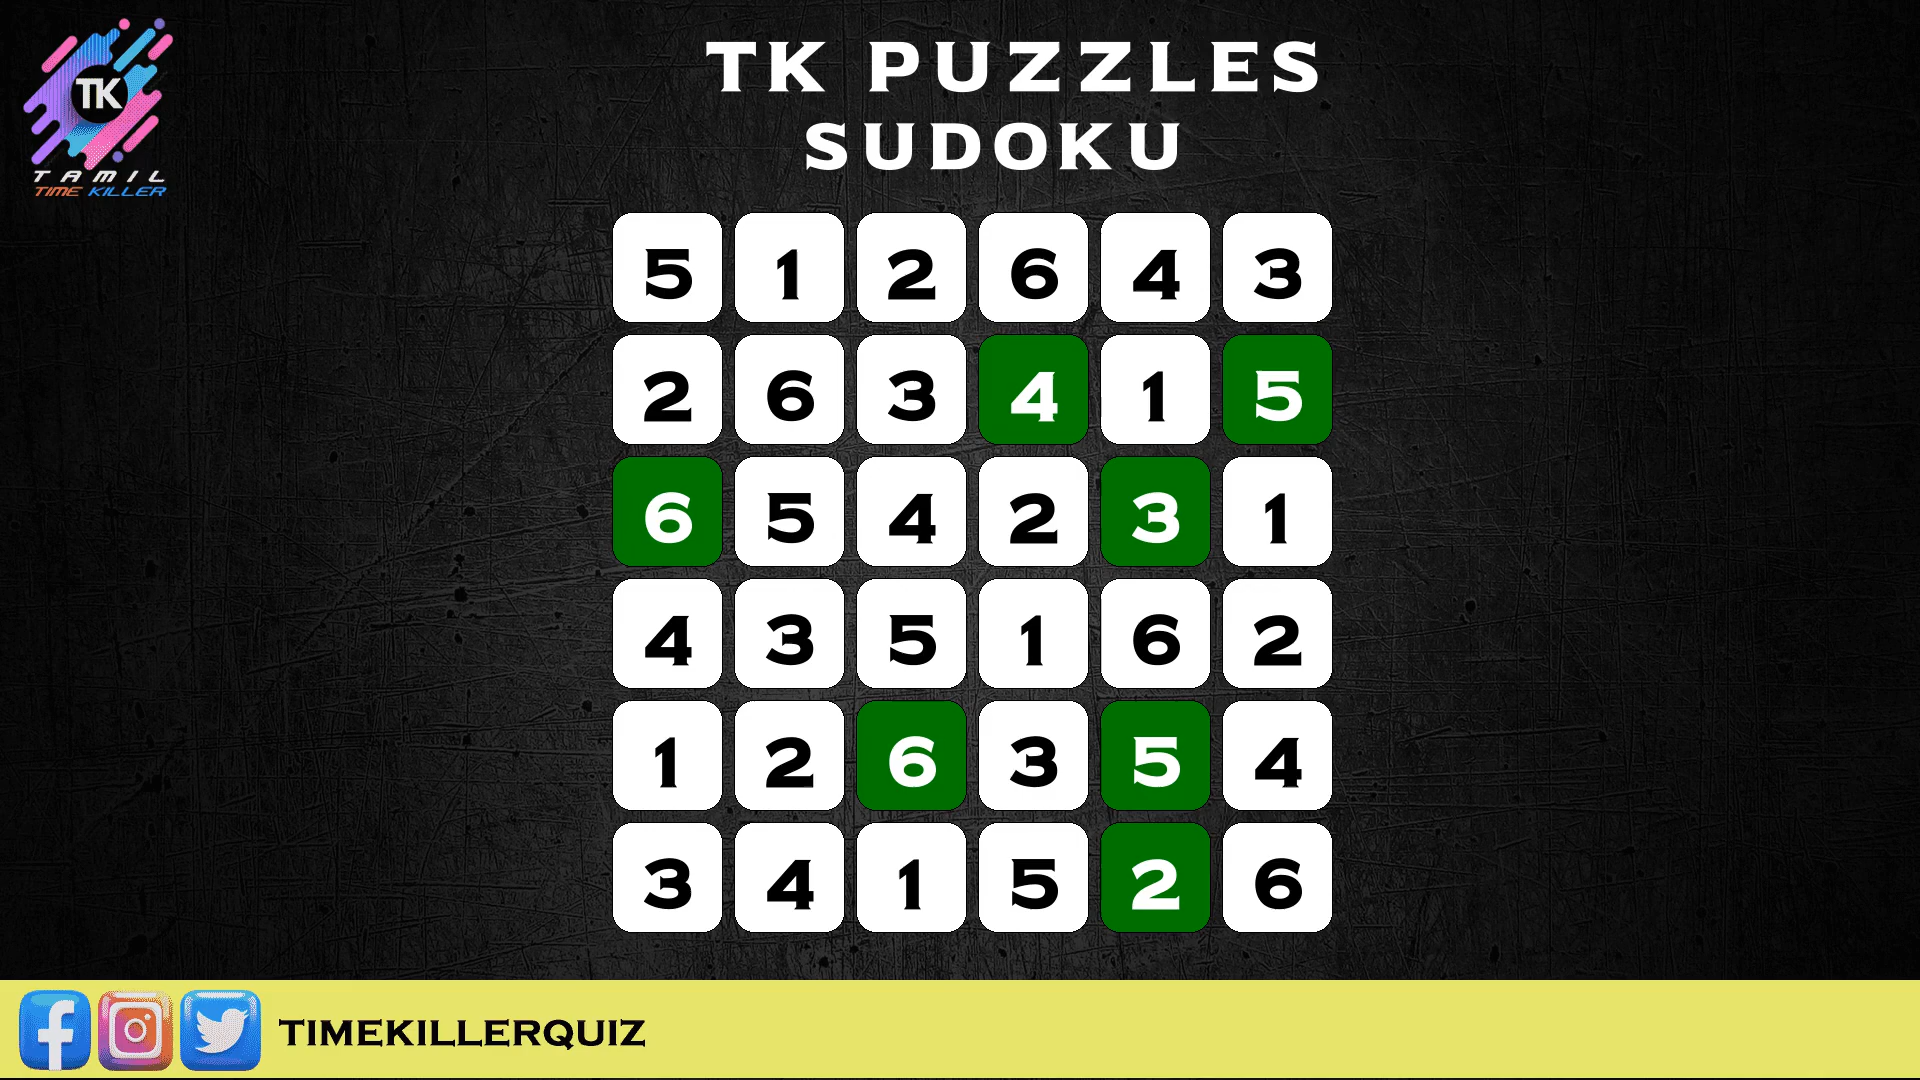 TK
TAMIL
TIME KILLER
TK PUZZLES
SUDOKU
5 1 2 6 4 3
2 6 3 4 1 5
6 5 4 2 3 1
4 3 5 1 6 2
1 2 6 3 5 4
3 4 1 5 2 6
TIMEKILLERQUIZ